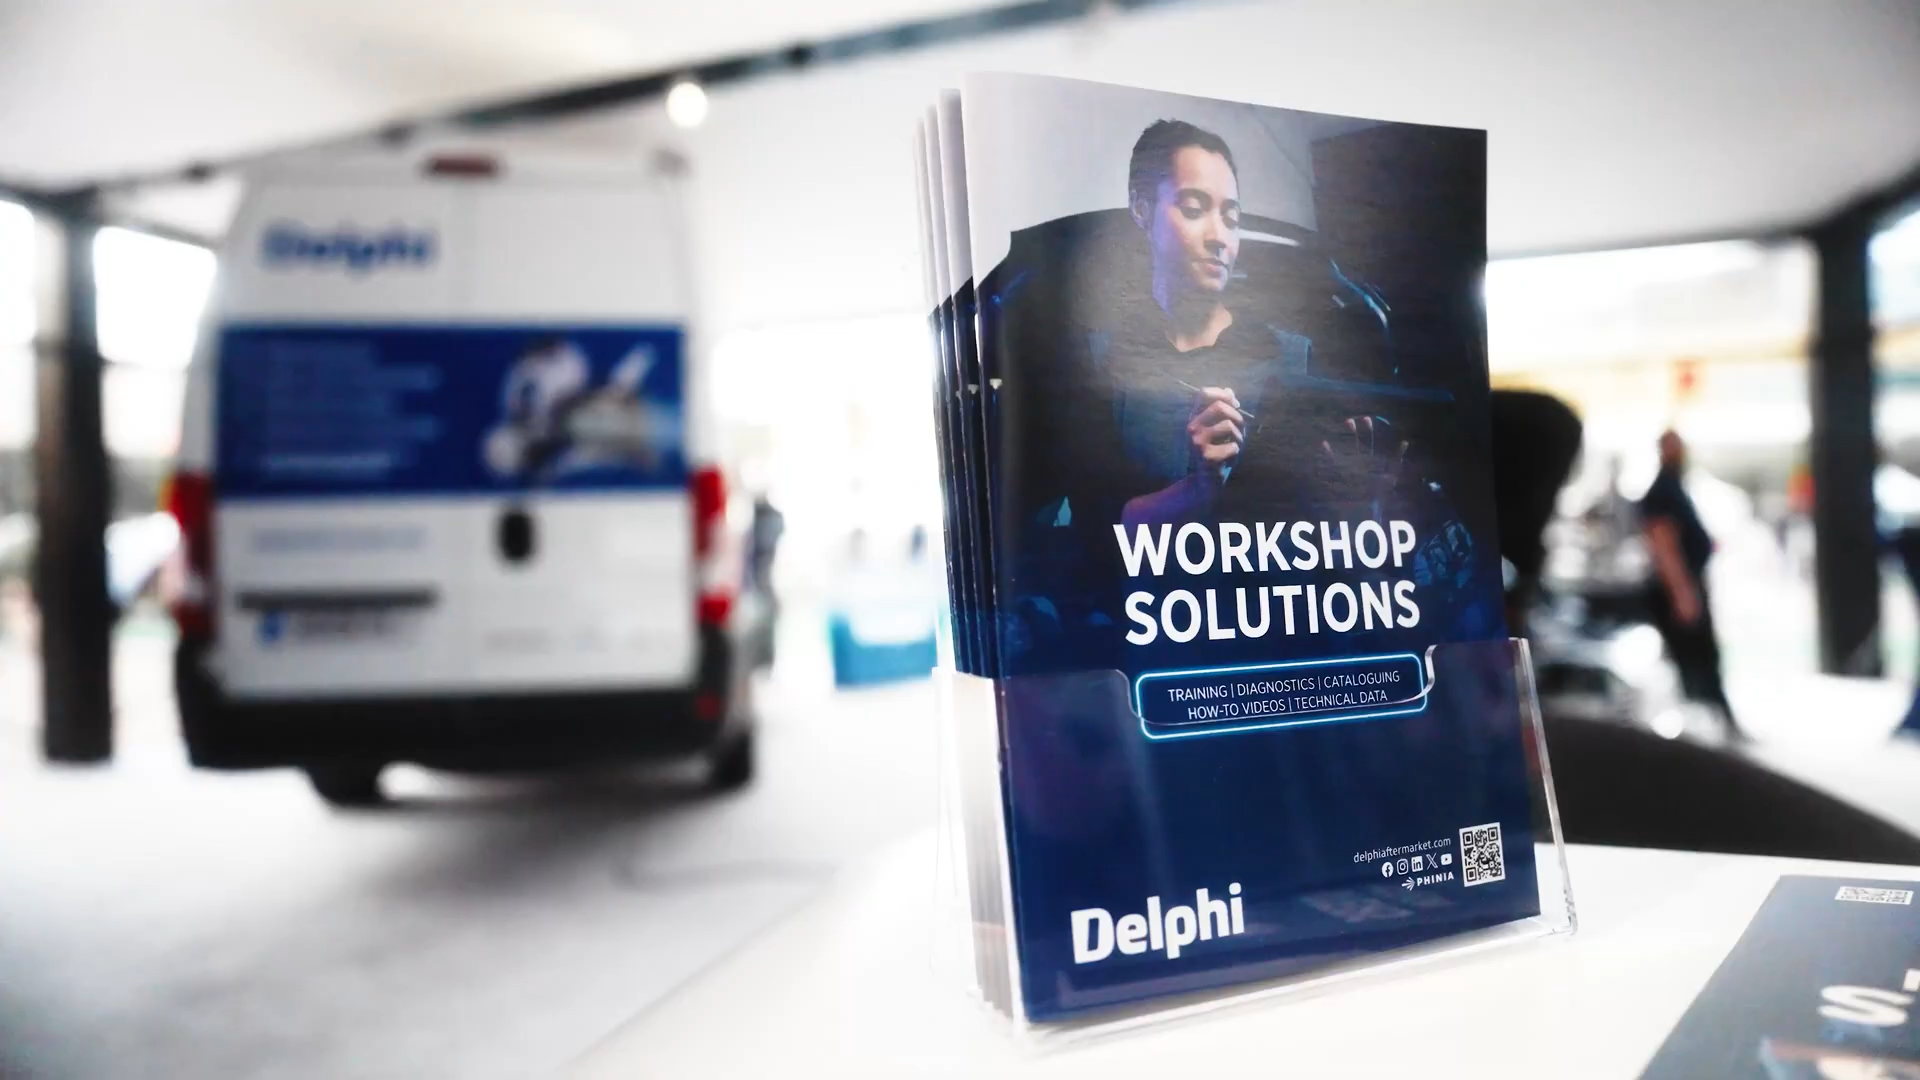 Delphi
WORKSHOP
SOLUTIONS
TRAINING | DIAGNOSTICS | CATALOGUING
HOW-TO VIDEOS | TECHNICAL DATA
delphiaftermarket.com
PHINIA
Delphi